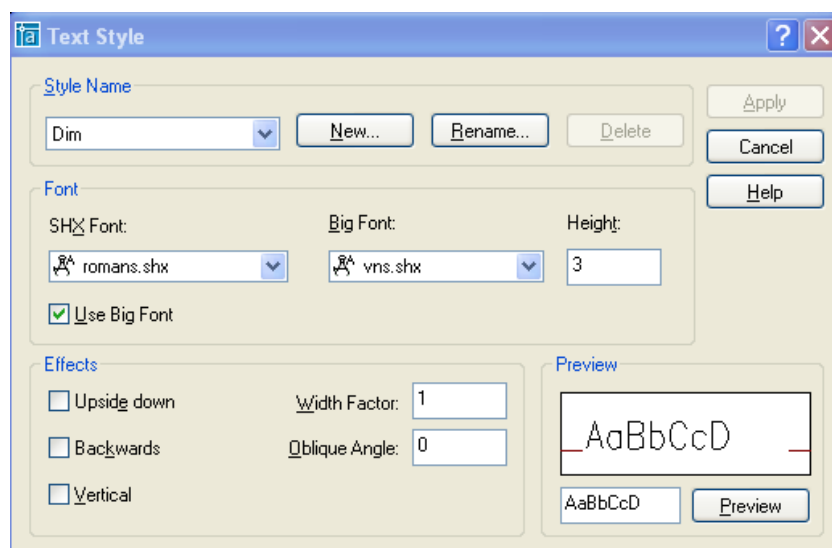 Text Style
Style Name
Dim
New...
Rename...
Delete
Apply
Cancel
Help
Font
SHX Font:
Big Font:
Height:
romans.shx
vns.shx
3
Use Big Font
Effects
Upside down
Width Factor:
1
Backwards
Oblique Angle:
0
Vertical
Preview
AaBbCcD
AaBbCcD
Preview